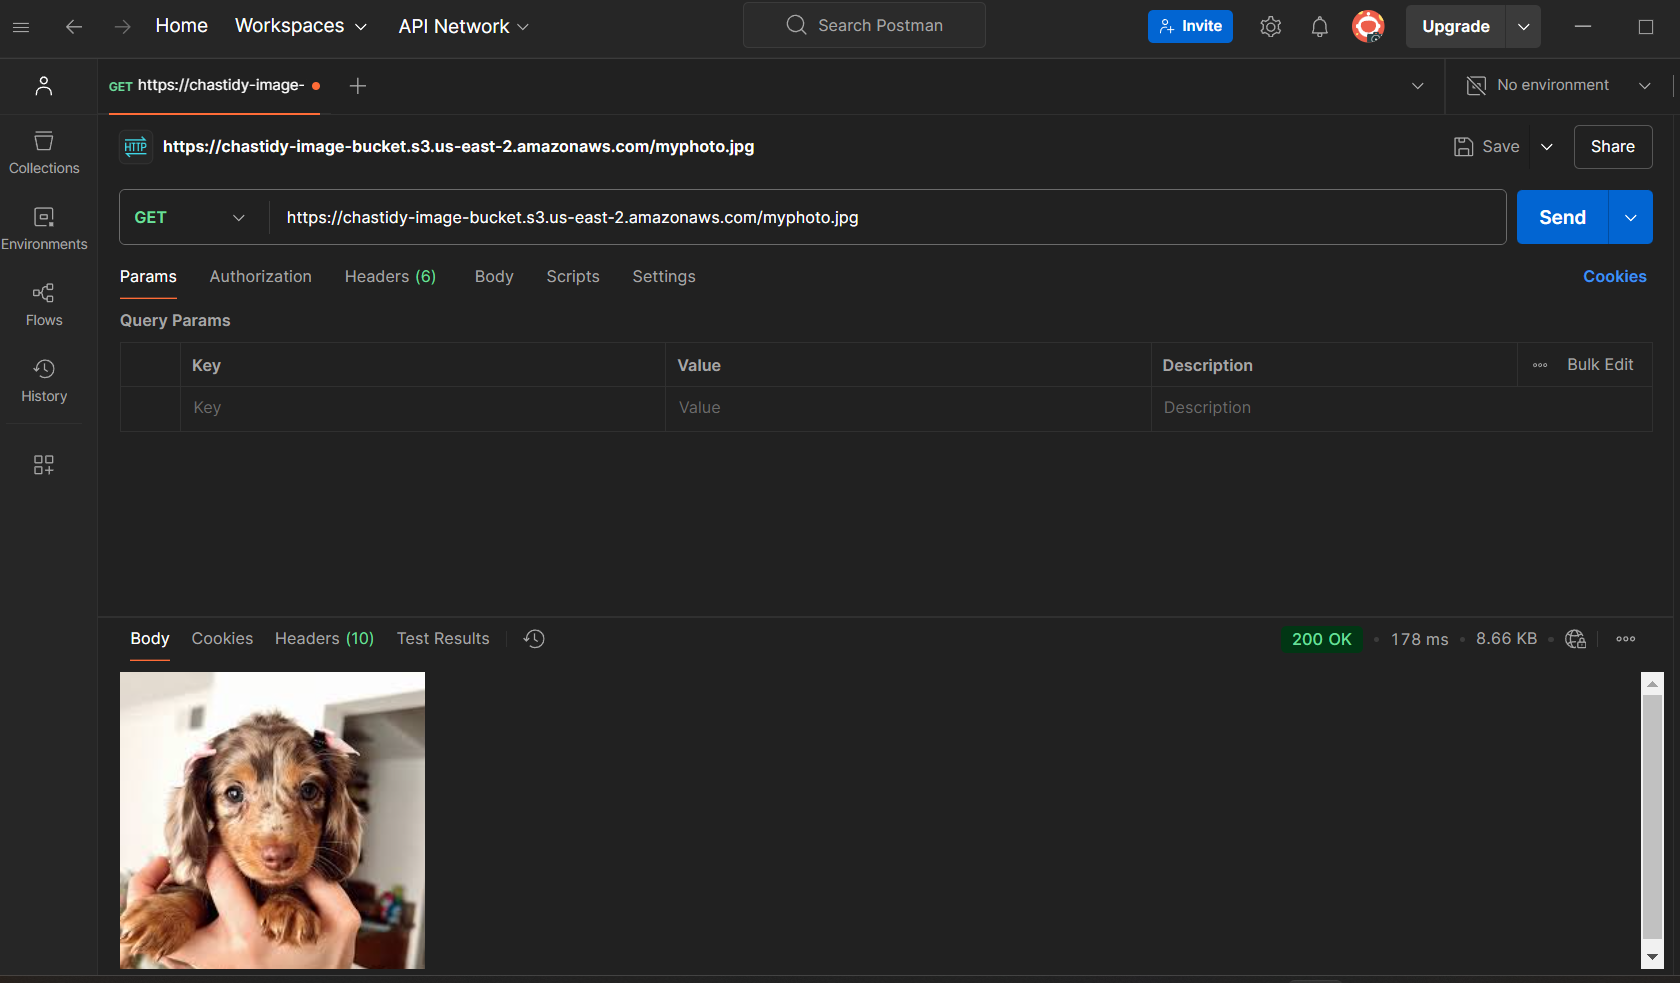 Home Workspaces API Network Search Postman Invite Upgrade
GET https://chastidy-image- No environment
HTTP https://chastidy-image-bucket.s3.us-east-2.amazonaws.com/myphoto.jpg Save Share
Collections
GET https://chastidy-image-bucket.s3.us-east-2.amazonaws.com/myphoto.jpg Send
Environments
Params Authorization Headers (6) Body Scripts Settings Cookies
Flows
Query Params
Key Value Description Bulk Edit
History
Key Value Description
Body Cookies Headers (10) Test Results 200 OK • 178 ms • 8.66 KB •